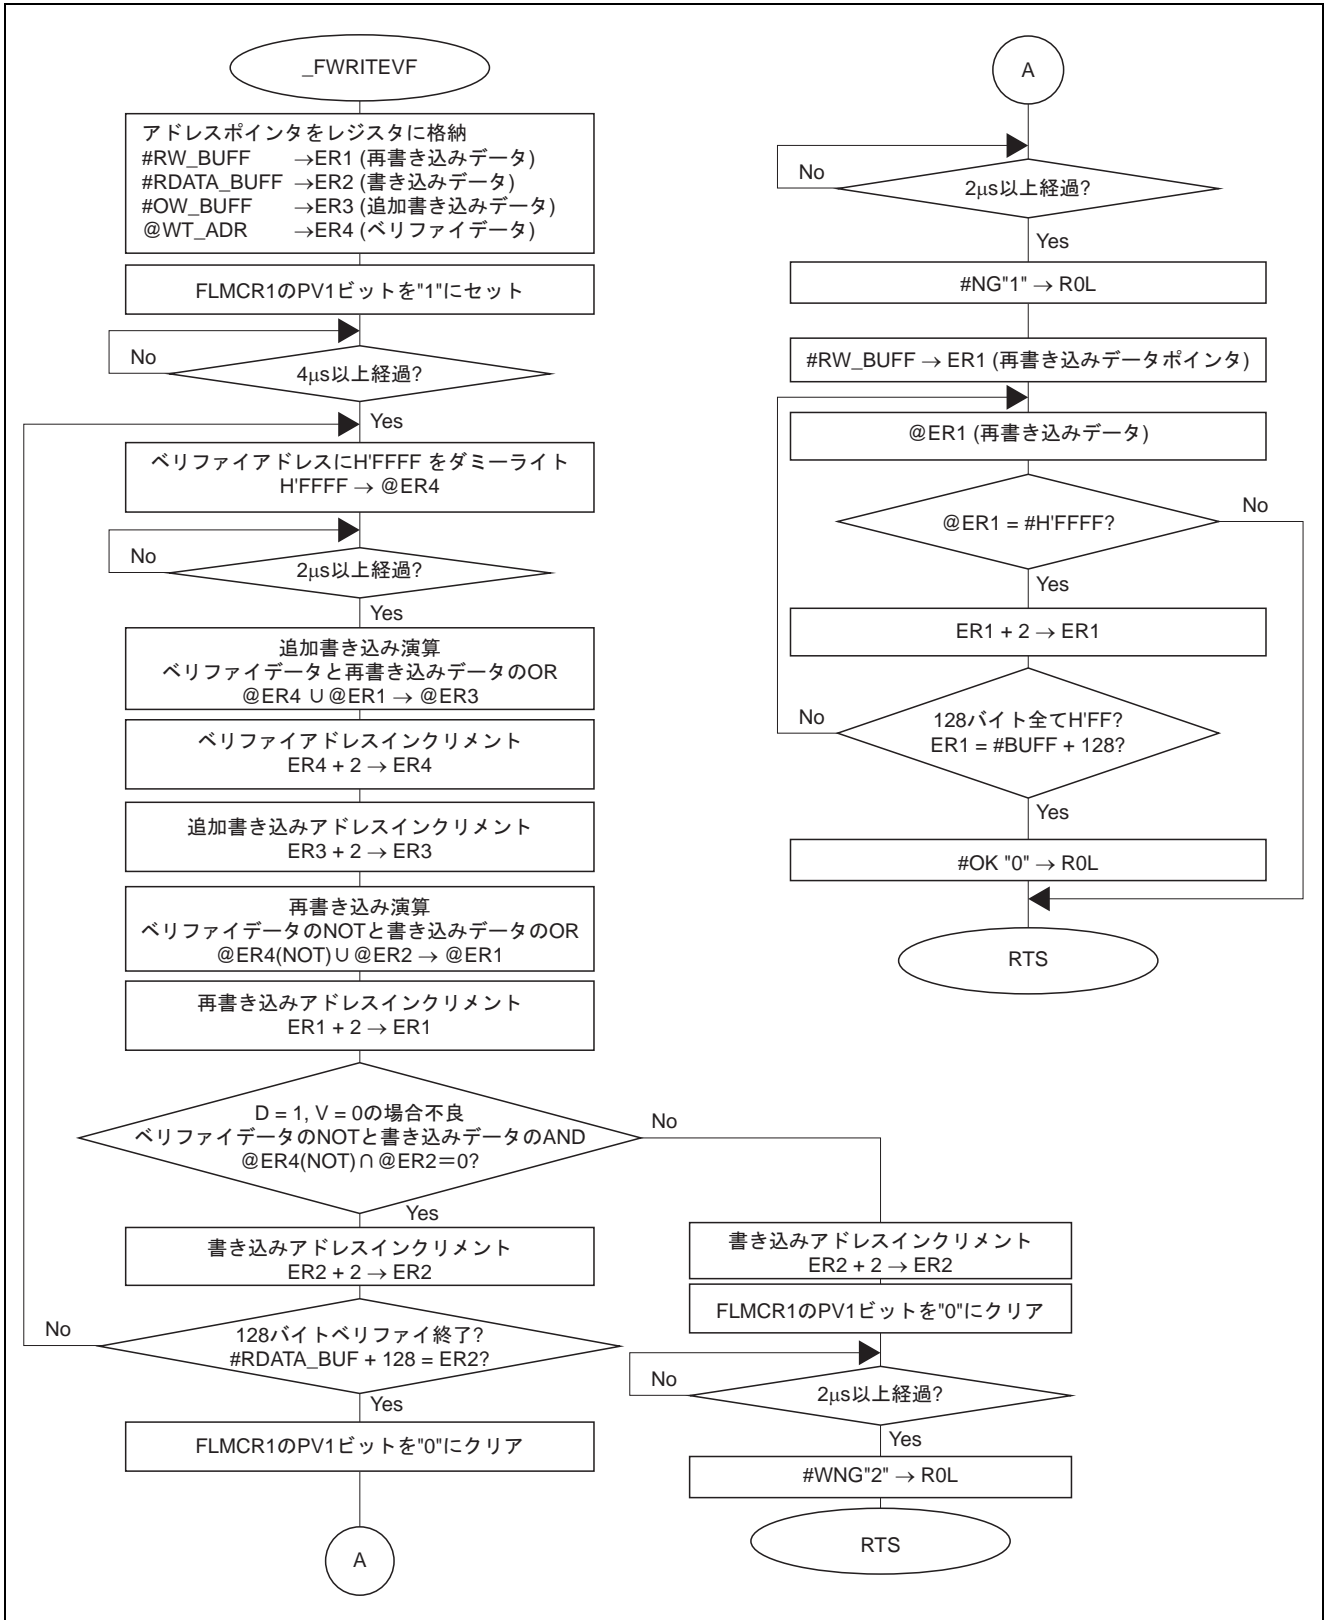 _FWRITEVF
アドレスポインタをレジスタに格納
#RW_BUFF →ER1 (再書き込みデータ)
#RDATA_BUFF →ER2 (書き込みデータ)
#OW_BUFF →ER3 (追加書き込みデータ)
@WT_ADR →ER4 (ベリファイデータ)
FLMCR1のPV1ビットを"1"にセット
No
4μs以上経過?
Yes
ベリファイアドレスにH'FFFF をダミーライト
H'FFFF → @ER4
No
2μs以上経過?
Yes
追加書き込み演算
ベリファイデータと再書き込みデータのOR
@ER4 ∪ @ER1 → @ER3
ベリファイアドレスインクリメント
ER4 + 2 → ER4
追加書き込みアドレスインクリメント
ER3 + 2 → ER3
再書き込み演算
ベリファイデータのNOTと書き込みデータのOR
@ER4(NOT)∪@ER2 → @ER1
再書き込みアドレスインクリメント
ER1 + 2 → ER1
D = 1, V = 0の場合不良
ベリファイデータのNOTと書き込みデータのAND
@ER4(NOT)∩@ER2＝0?
No
Yes
書き込みアドレスインクリメント
ER2 + 2 → ER2
No
128バイトベリファイ終了?
#RDATA_BUF + 128 = ER2?
Yes
FLMCR1のPV1ビットを"0"にクリア
A
書き込みアドレスインクリメント
ER2 + 2 → ER2
FLMCR1のPV1ビットを"0"にクリア
No
2μs以上経過?
Yes
#WNG"2" → R0L
RTS
A
No
2μs以上経過?
Yes
#NG"1" → R0L
#RW_BUFF → ER1 (再書き込みデータポインタ)
@ER1 (再書き込みデータ)
@ER1 = #H'FFFF?
No
Yes
ER1 + 2 → ER1
No
128バイト全てH'FF?
ER1 = #BUFF + 128?
Yes
#OK "0" → R0L
RTS